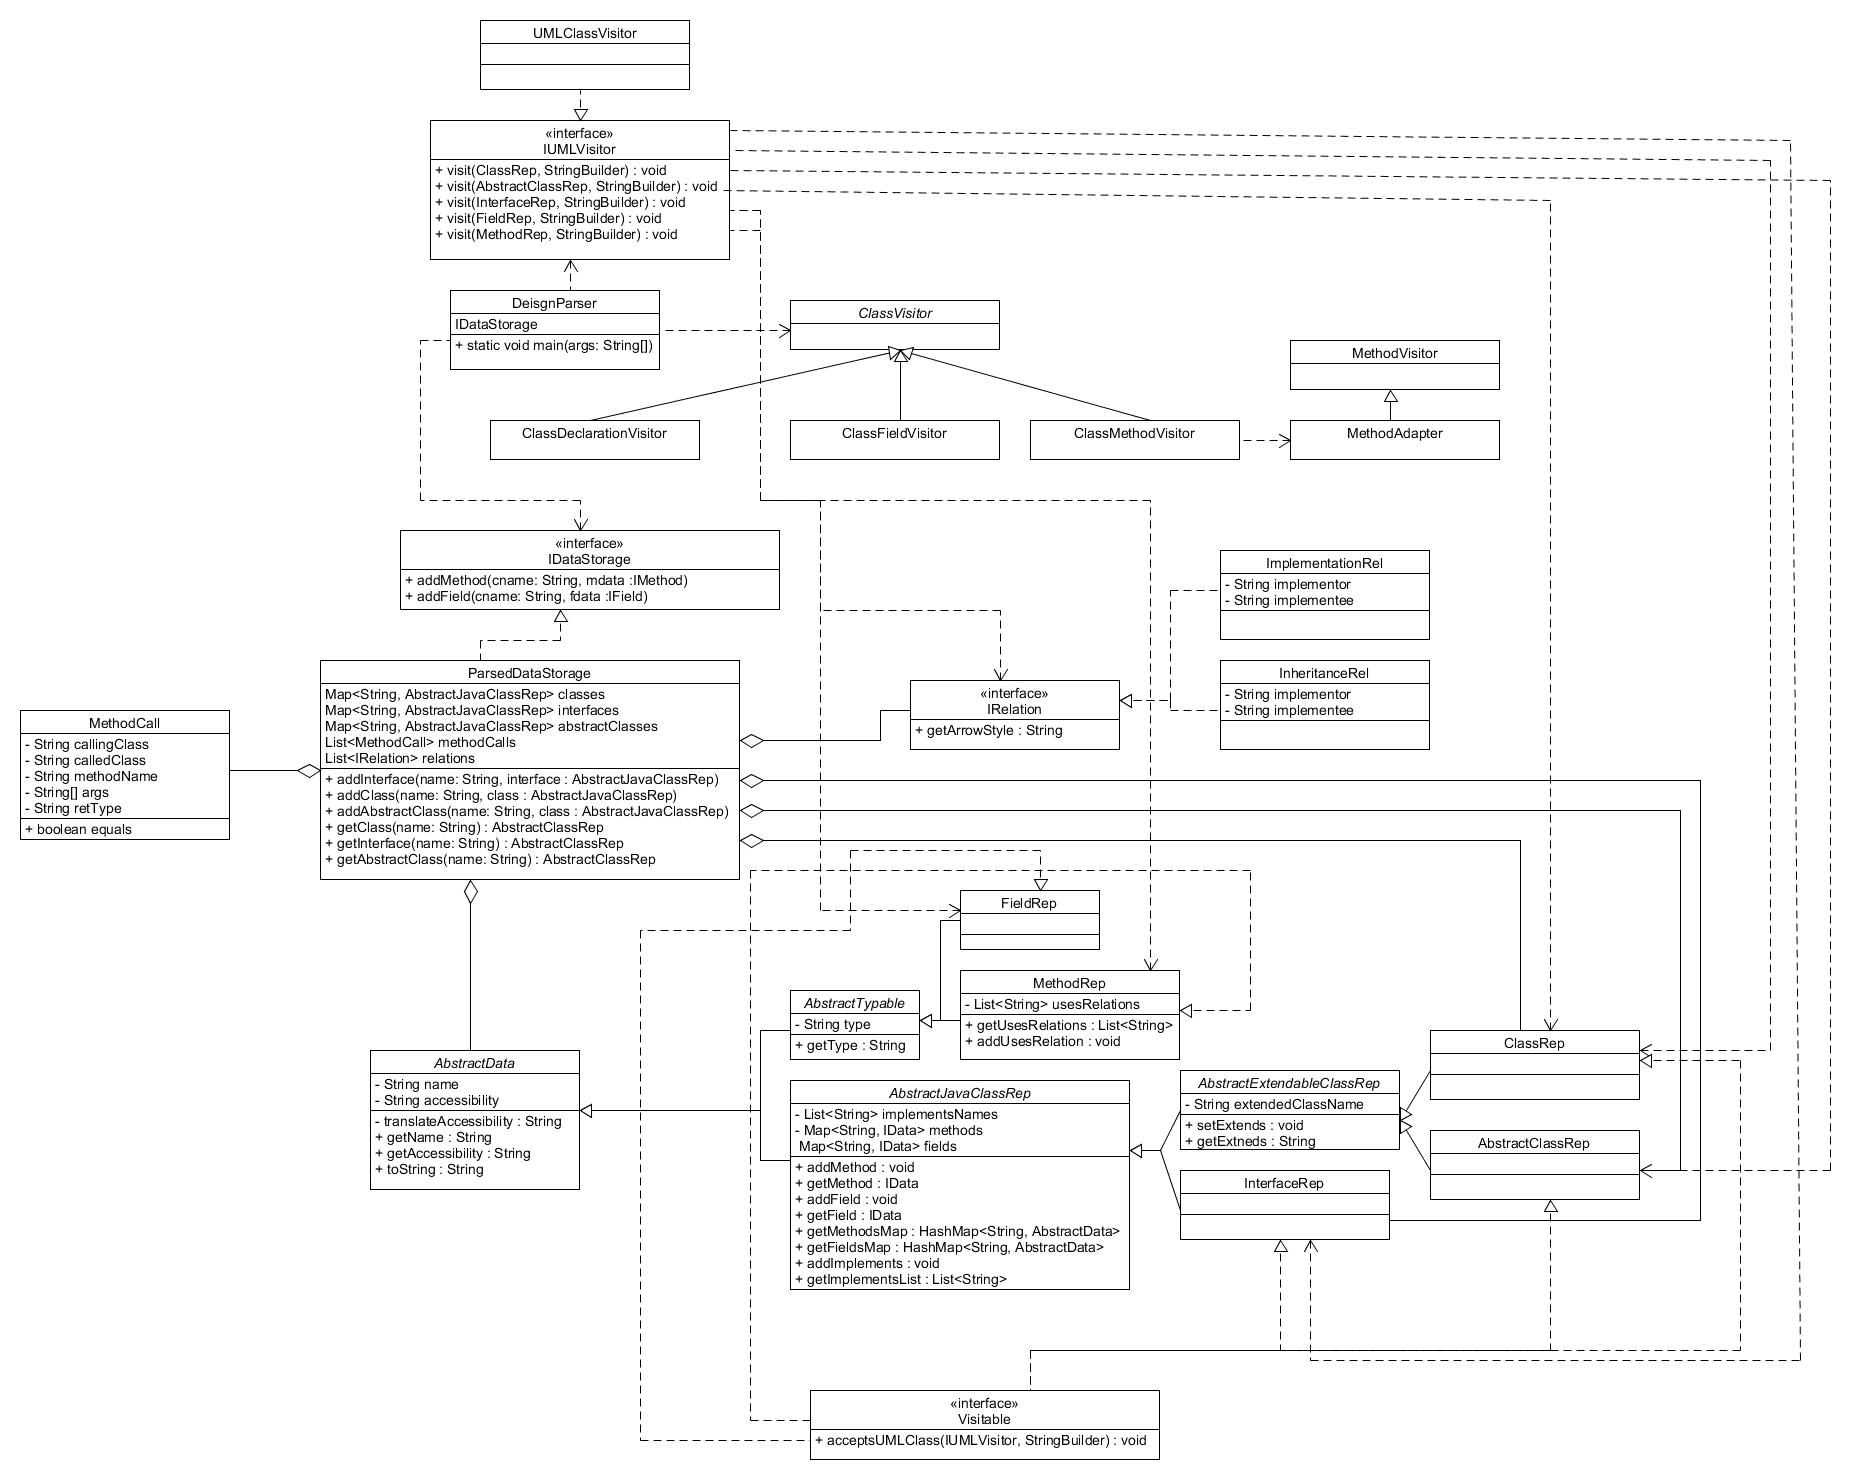 UMLClassVisitor
«interface»
IUMLVisitor
+ visit(ClassRep, StringBuilder) : void
+ visit(AbstractClassRep, StringBuilder) : void
+ visit(InterfaceRep, StringBuilder) : void
+ visit(FieldRep, StringBuilder) : void
+ visit(MethodRep, StringBuilder) : void
DeisgnParser
IDataStorage
+ static void main(args: String[])
ClassVisitor
MethodVisitor
ClassDeclarationVisitor
ClassFieldVisitor
ClassMethodVisitor
MethodAdapter
«interface»
IDataStorage
+ addMethod(cname: String, mdata :IMethod)
+ addField(cname: String, fdata :IField)
ImplementationRel
- String implementor
- String implementee
InheritanceRel
- String implementor
- String implementee
«interface»
IRelation
+ getArrowStyle : String
ParsedDataStorage
Map<String, AbstractJavaClassRep> classes
Map<String, AbstractJavaClassRep> interfaces
Map<String, AbstractJavaClassRep> abstractClasses
List<MethodCall> methodCalls
List<IRelation> relations
+ addInterface(name: String, interface : AbstractJavaClassRep)
+ addClass(name: String, class : AbstractJavaClassRep)
+ addAbstractClass(name: String, class : AbstractJavaClassRep)
+ getClass(name: String) : AbstractClassRep
+ getInterface(name: String) : AbstractClassRep
+ getAbstractClass(name: String) : AbstractClassRep
MethodCall
- String callingClass
- String calledClass
- String methodName
- String[] args
- String retType
+ boolean equals
FieldRep
MethodRep
- List<String> usesRelations
+ getUsesRelations : List<String>
+ addUsesRelation : void
AbstractTypable
- String type
+ getType : String
AbstractData
- String name
- String accessibility
- translateAccessibility : String
+ getName : String
+ getAccessibility : String
+ toString : String
AbstractJavaClassRep
- List<String> implementsNames
- Map<String, IData> methods
Map<String, IData> fields
+ addMethod : void
+ getMethod : IData
+ addField : void
+ getField : IData
+ getMethodsMap : HashMap<String, AbstractData>
+ getFieldsMap : HashMap<String, AbstractData>
+ addImplements : void
+ getImplementsList : List<String>
AbstractExtendableClassRep
- String extendedClassName
+ setExtends : void
+ getExtneds : String
ClassRep
AbstractClassRep
InterfaceRep
«interface»
Visitable
+ acceptsUMLClass(IUMLVisitor, StringBuilder) : void